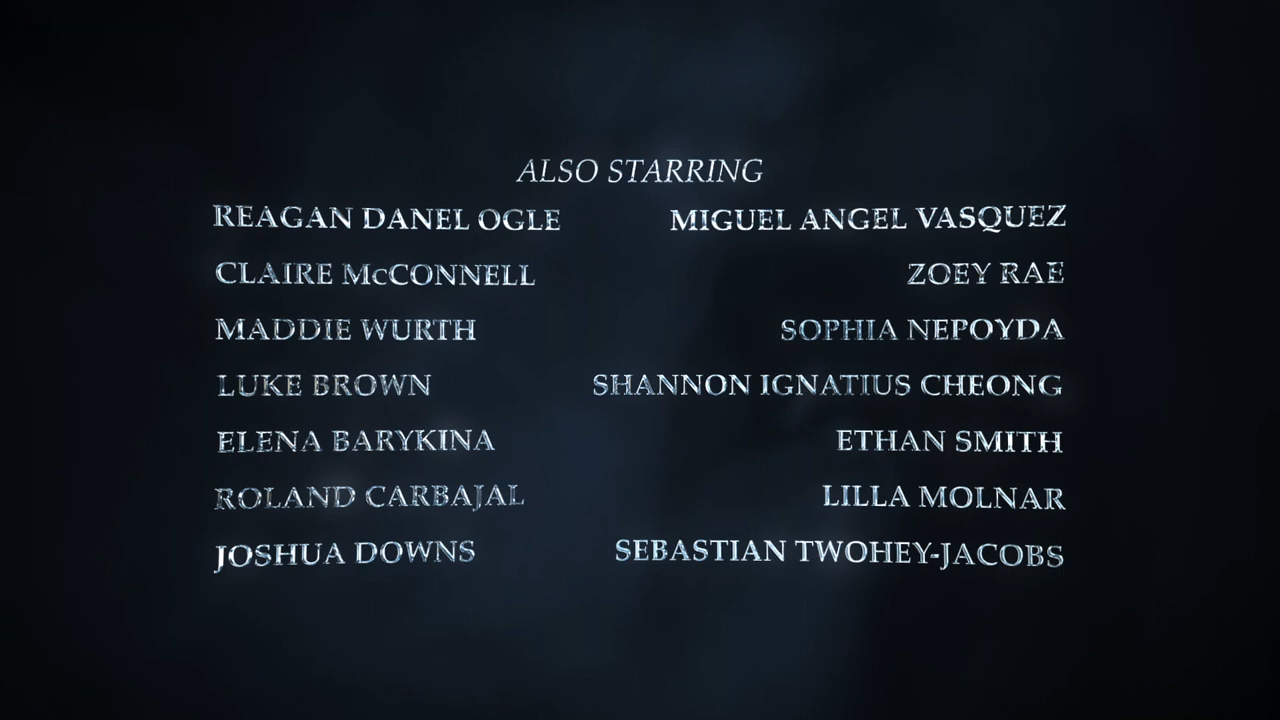 ALSO STARRING
REAGAN DANEL OGLE MIGUEL ANGEL VASQUEZ
CLAIRE McCONNELL ZOEY RAE
MADDIE WURTH SOPHIA NEPOYDA
LUKE BROWN SHANNON IGNATIUS CHEONG
ELENA BARYKINA ETHAN SMITH
ROLAND CARBAJAL LILLA MOLNAR
JOSHUA DOWNS SEBASTIAN TWOHEY-JACOBS